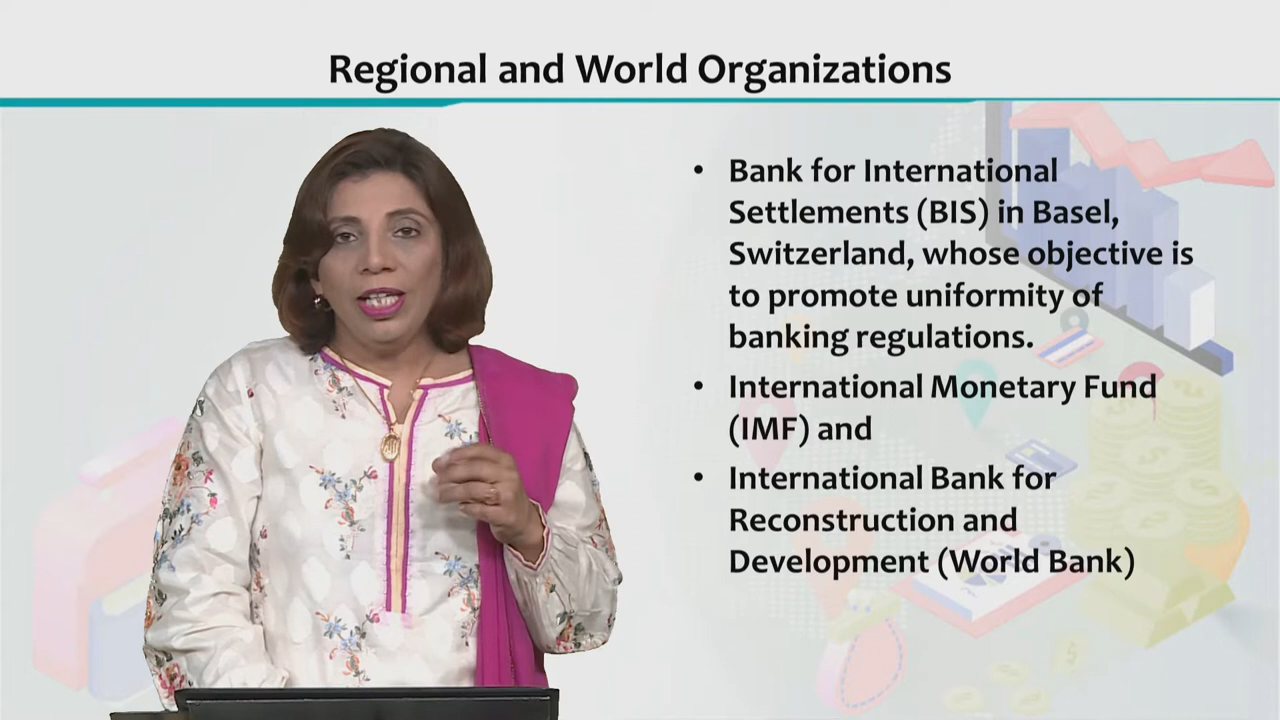 Regional and World Organizations
• Bank for International
Settlements (BIS) in Basel,
Switzerland, whose objective is
to promote uniformity of
banking regulations.
• International Monetary Fund
(IMF) and
• International Bank for
Reconstruction and
Development (World Bank)